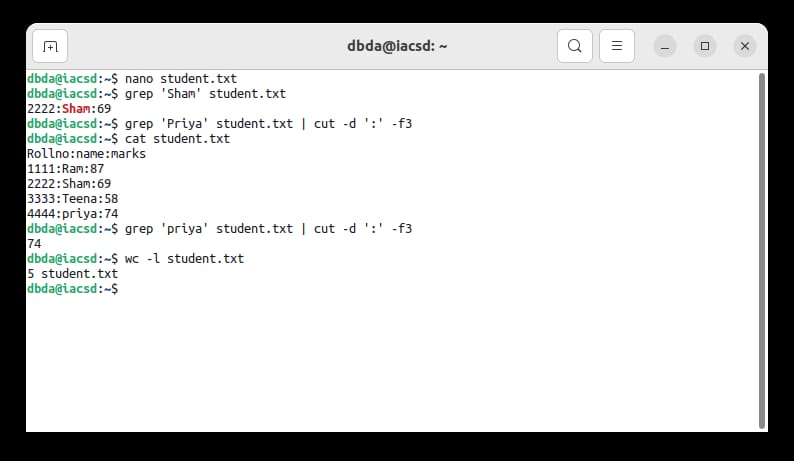 dbda@iacsd: ~
dbda@iacsd:~$ nano student.txt
dbda@iacsd:~$ grep 'Sham' student.txt
2222:Sham:69
dbda@iacsd:~$ grep 'Priya' student.txt | cut -d ':' -f3
dbda@iacsd:~$ cat student.txt
Rollno:name:marks
1111:Ram:87
2222:Sham:69
3333:Teena:58
4444:priya:74
dbda@iacsd:~$ grep 'priya' student.txt | cut -d ':' -f3
74
dbda@iacsd:~$ wc -l student.txt
5 student.txt
dbda@iacsd:~$